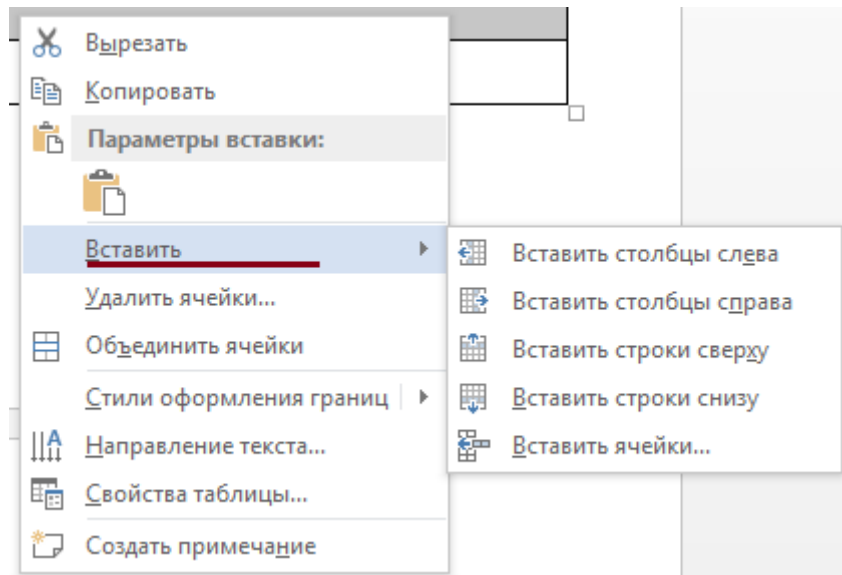 Вырезать
Копировать
Параметры вставки:
Вставить
Удалить ячейки...
Объединить ячейки
Стили оформления границ
Направление текста...
Свойства таблицы...
Создать примечание
Вставить столбцы слева
Вставить столбцы справа
Вставить строки сверху
Вставить строки снизу
Вставить ячейки...